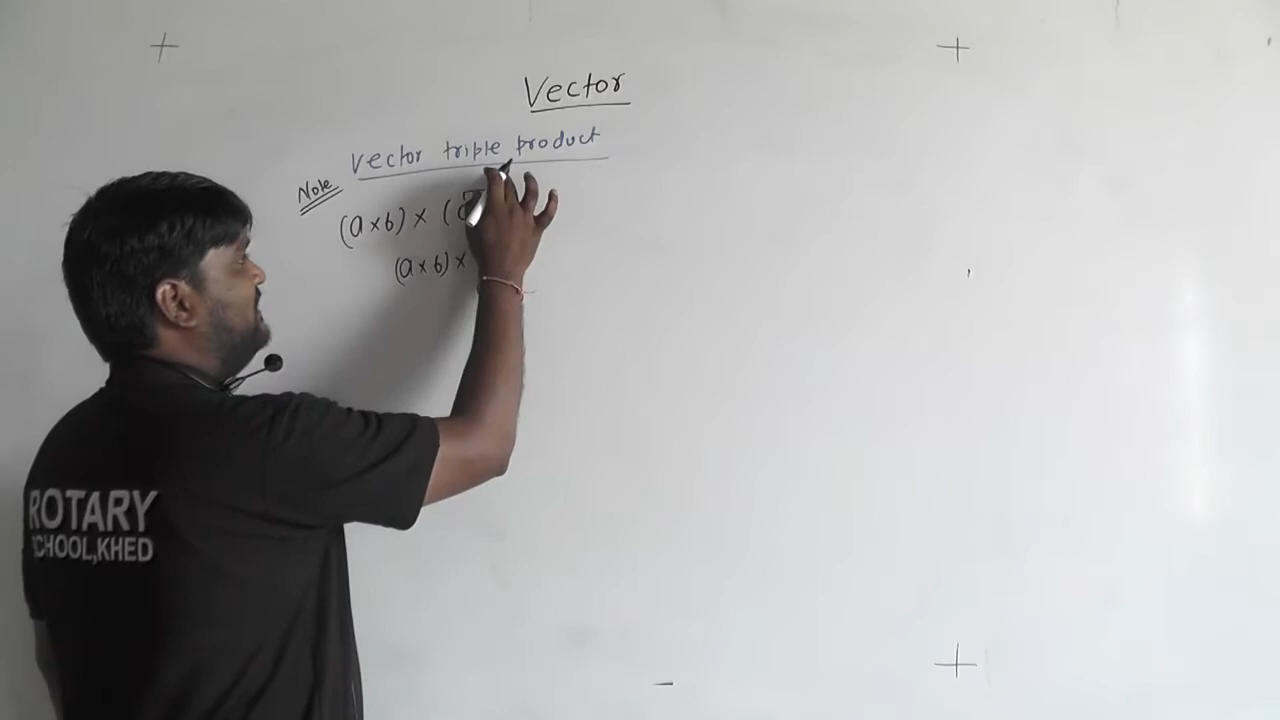 Vector
Vector triple product
Note
(a × b) × (
(a × b) ×
ROTARY
SCHOOL,KHED